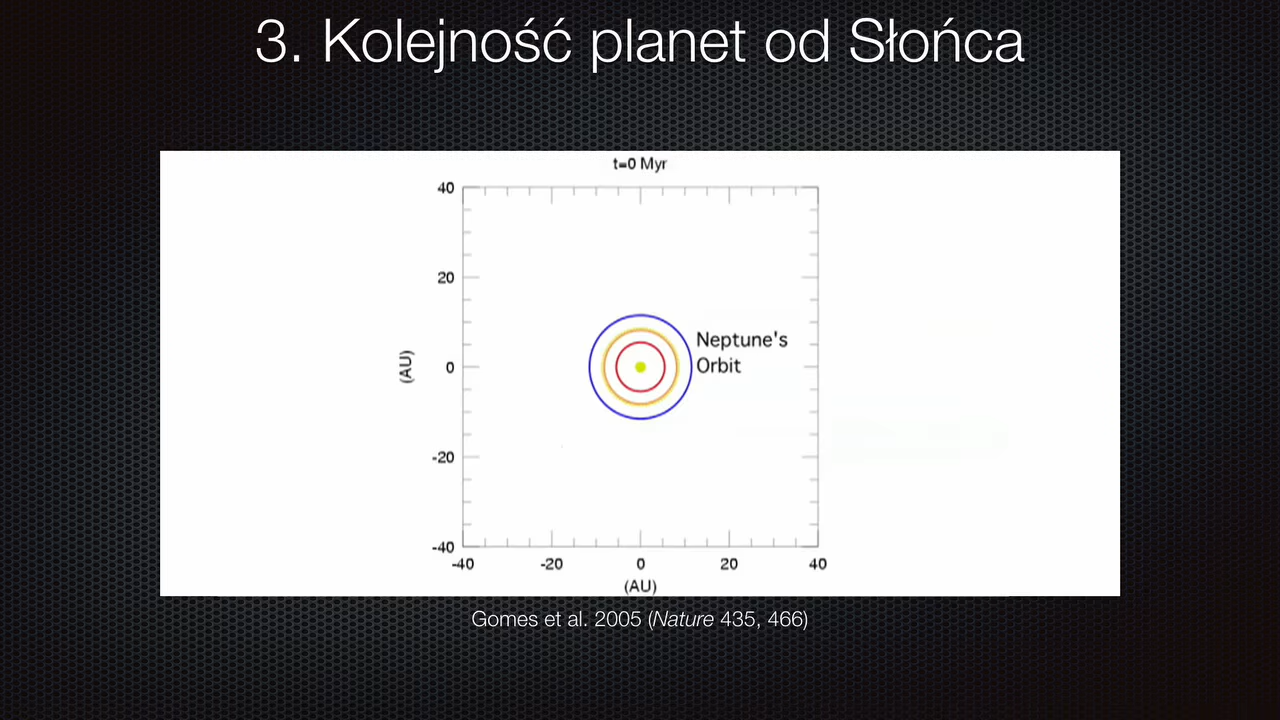 3. Kolejność planet od Słońca
t=0 Myr
40
20
0
-20
-40
(AU)
Neptune's
Orbit
-40 -20 0 20 40
(AU)
Gomes et al. 2005 (Nature 435, 466)